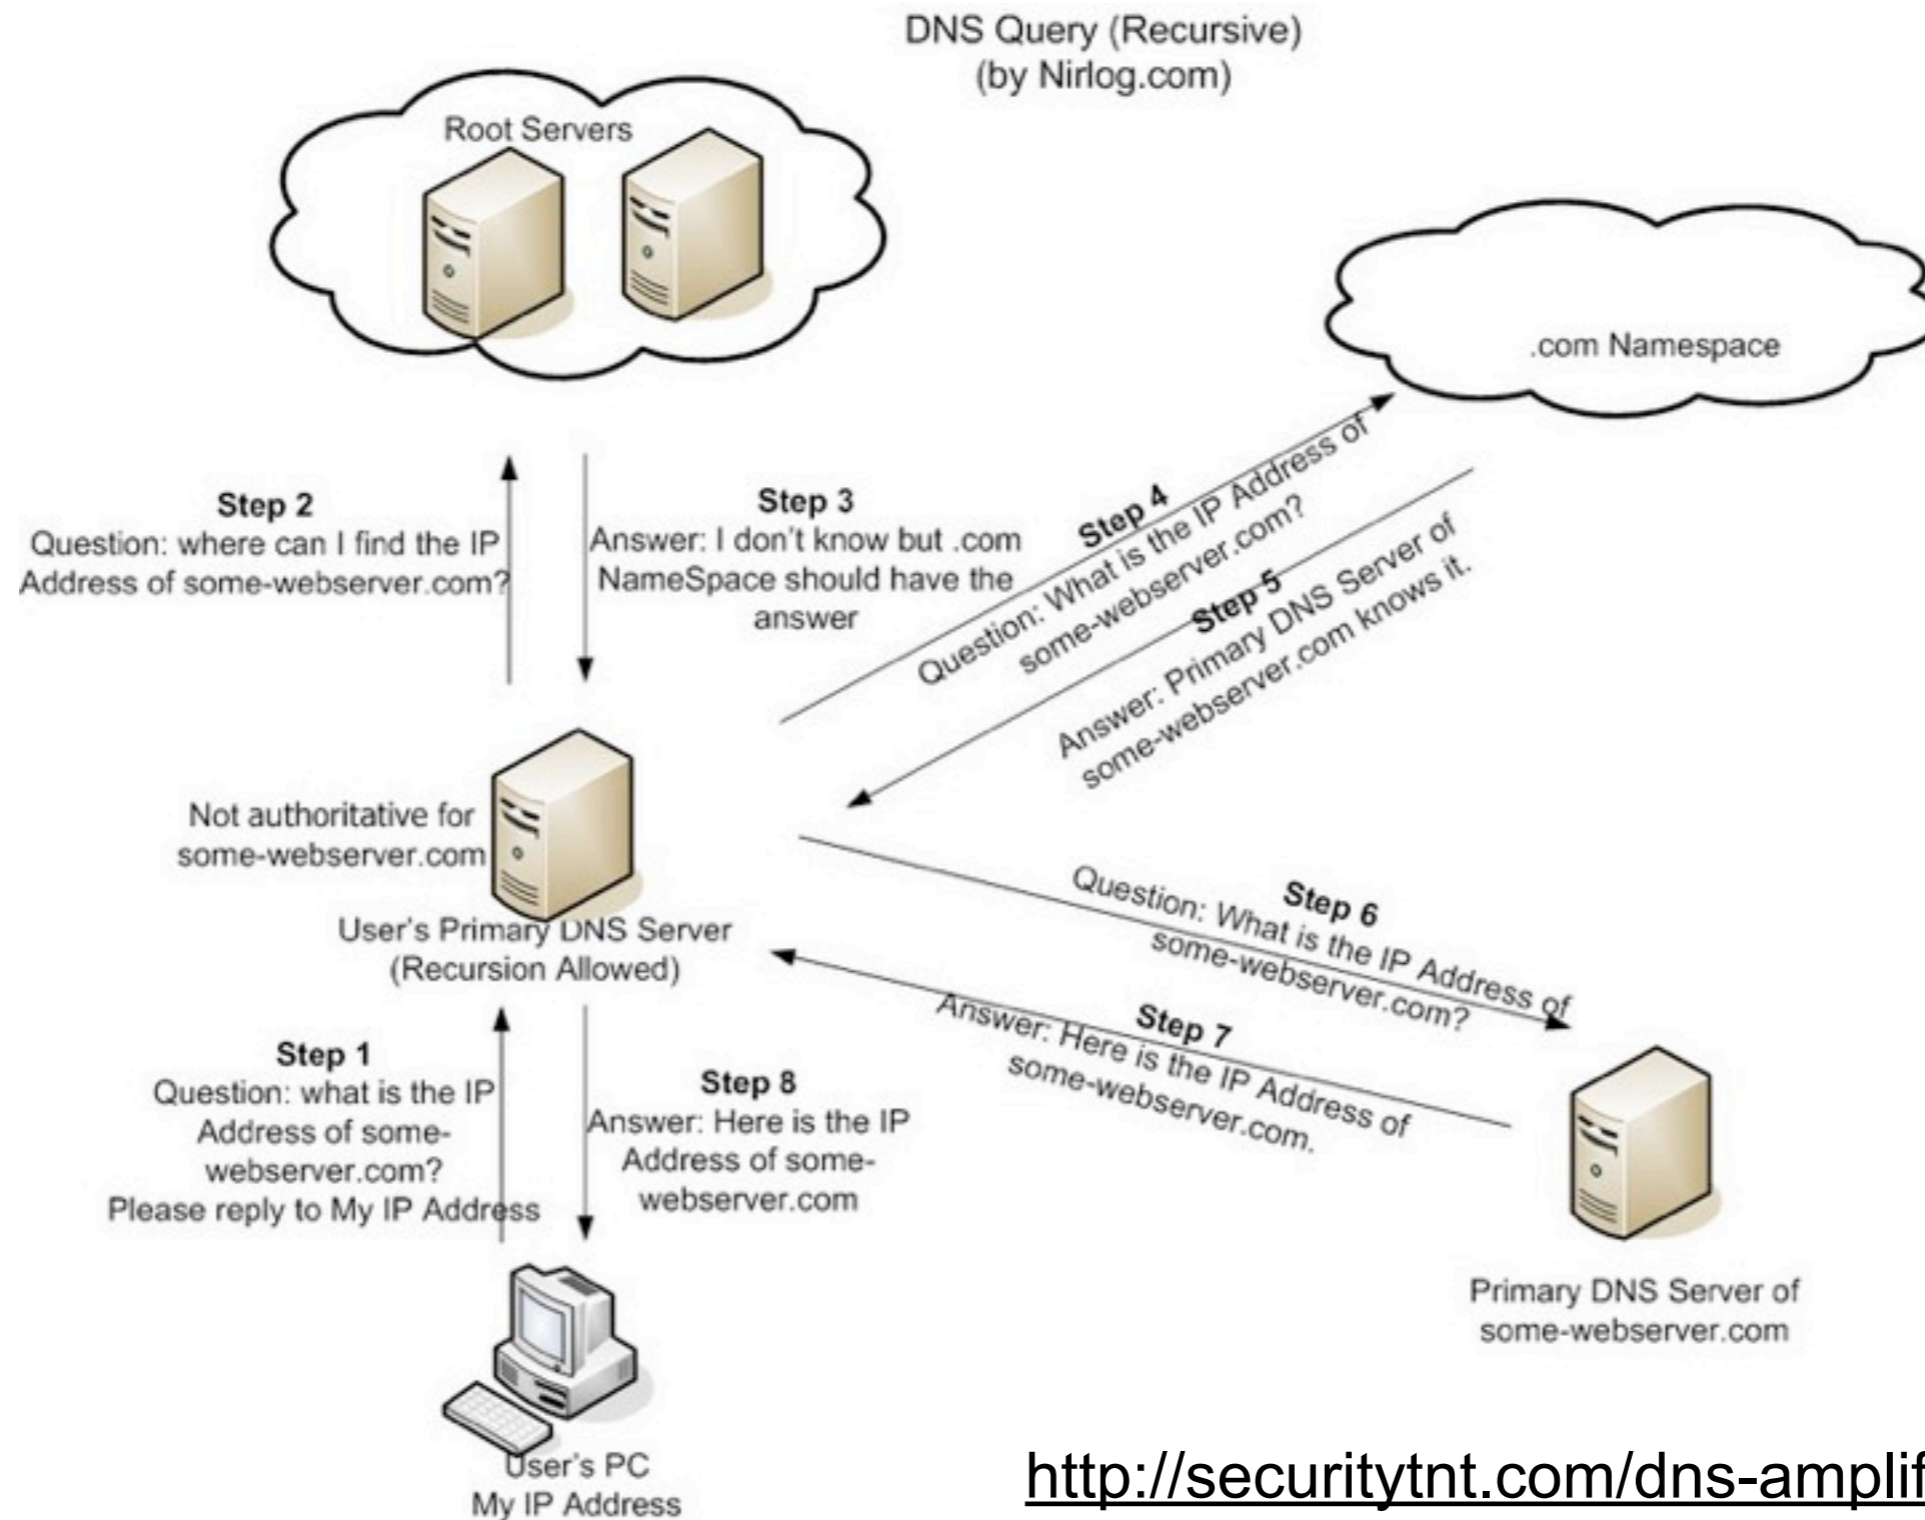 DNS Query (Recursive)
(by Nirlog.com)
Root Servers
.com Namespace
Step 2
Question: where can I find the IP
Address of some-webserver.com?
Step 3
Answer: I don't know but .com
NameSpace should have the
answer
Step 4
Question: What is the IP Address of
some-webserver.com?
Step 5
Answer: Primary DNS Server of
some-webserver.com knows it.
Not authoritative for
some-webserver.com
User's Primary DNS Server
(Recursion Allowed)
Step 6
Question: What is the IP Address of
some-webserver.com?
Step 7
Answer: Here is the IP Address of
some-webserver.com.
Step 1
Question: what is the IP
Address of some-
webserver.com?
Please reply to My IP Address
Step 8
Answer: Here is the IP
Address of some-
webserver.com
Primary DNS Server of
some-webserver.com
User's PC
My IP Address
http://securitytnt.com/dns-amplif